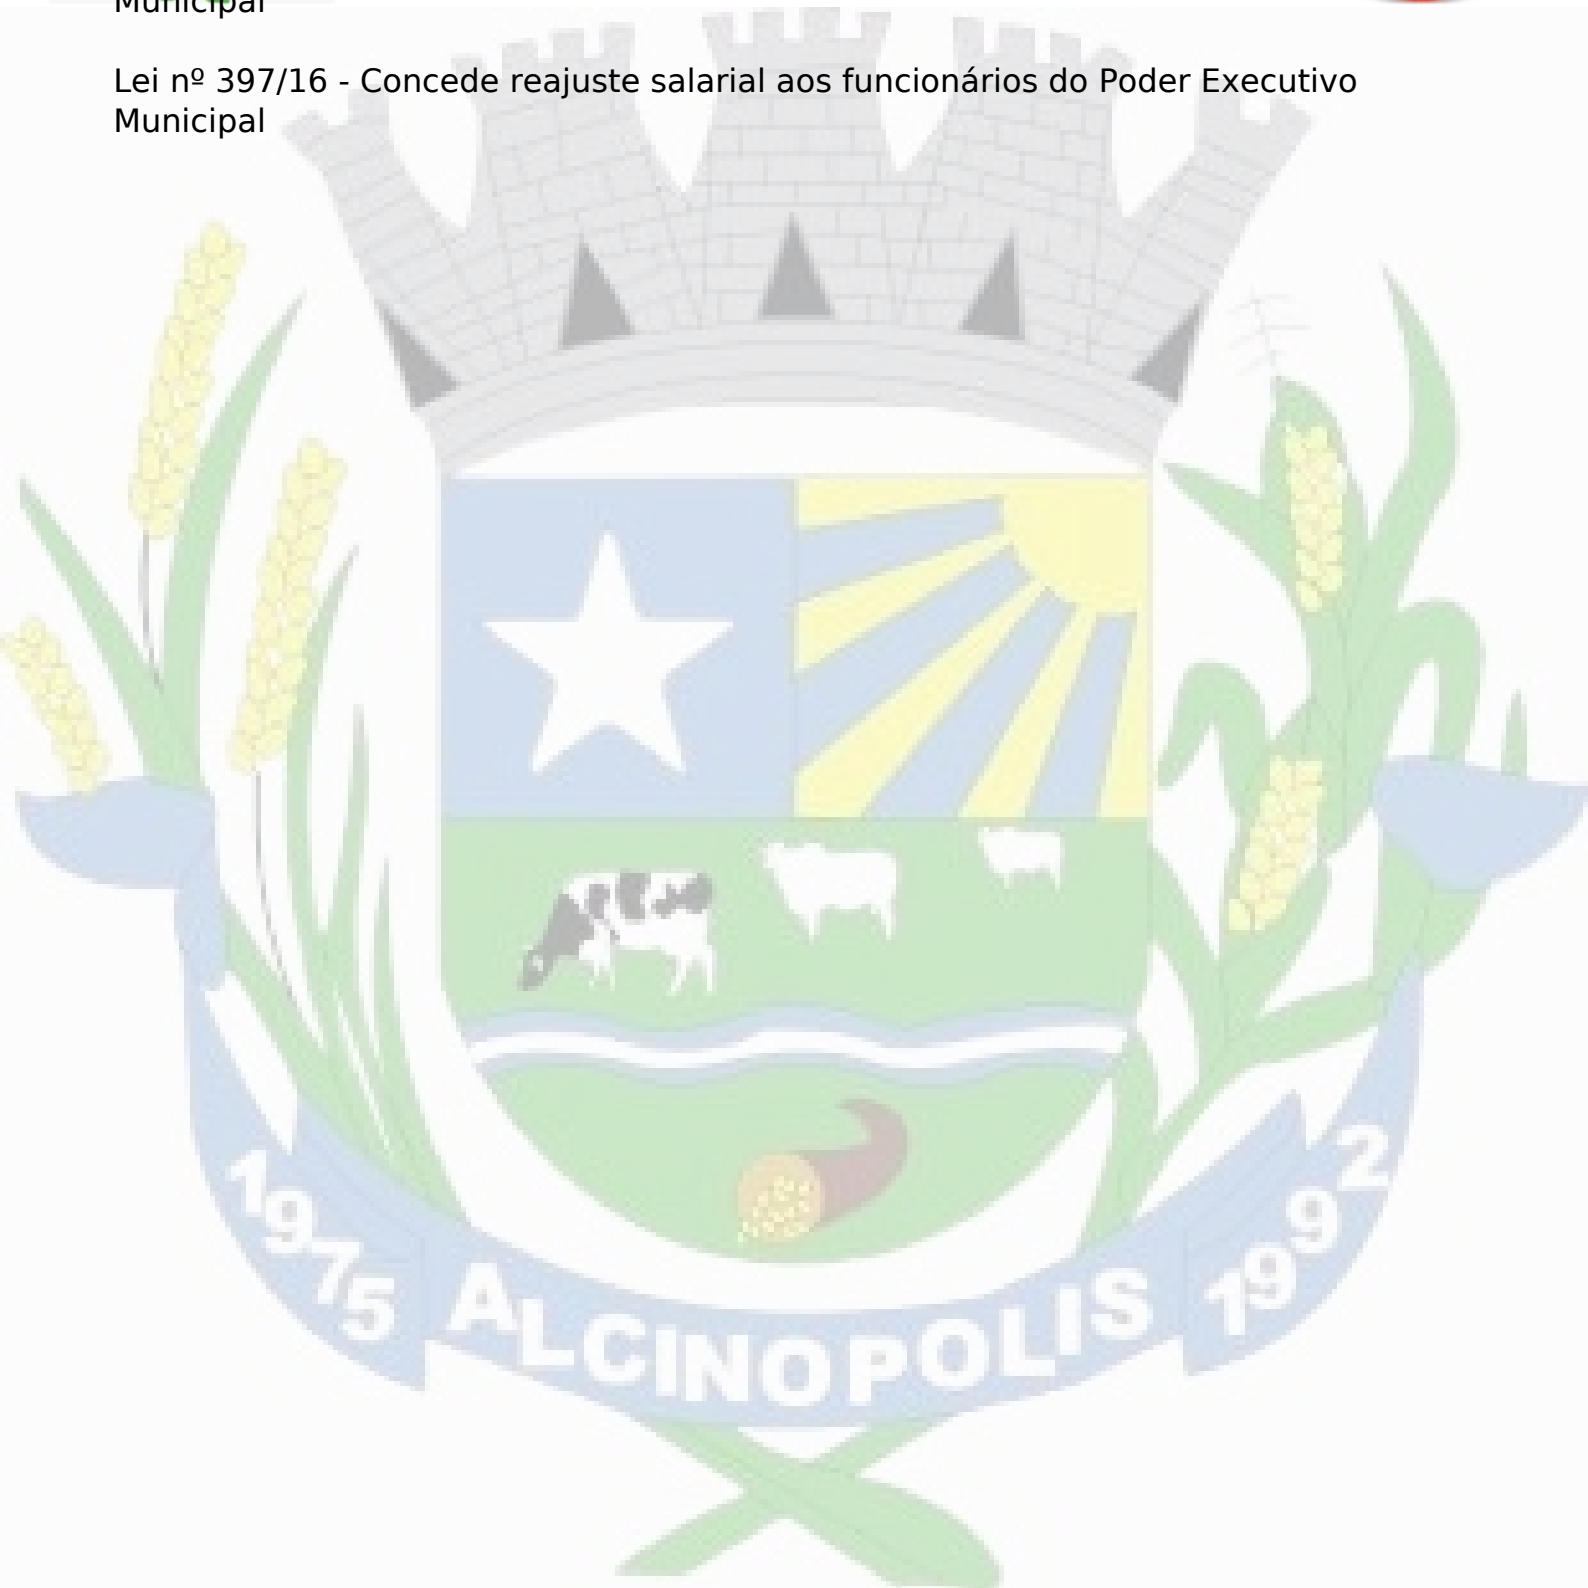 Municipal
Lei nº 397/16 - Concede reajuste salarial aos funcionários do Poder Executivo
Municipal
1975 ALCINOPOLIS 1992